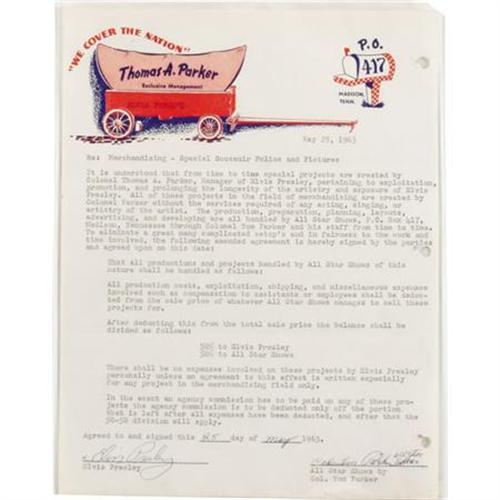 "WE COVER THE NATION"
Thomas A. Parker
Exclusive Management
P.O.
417
MADISON,
TENN.
May 25, 1963
Re: Merchandising - Special Souvenir Folios and Pictures
It is understood that from time to time special projects are created by
Colonel Thomas A. Parker, Manager of Elvis Presley, pertaining to exploitation,
promotion, and prolonging the longevity of the artistry and exposure of Elvis
Presley. All of these projects in the field of merchandising are created by
Colonel Parker without the services required of any acting, singing, or
artistry of the artist. The production, preparation, planning, layouts,
advertising, and developing are all handled by All Star Shows, P.O. Box 417,
Madison, Tennessee through Colonel Tom Parker and his staff from time to time.
To eliminate a great many complicated setup's and in fairness to the work and
time involved, the following amended agreement is hereby signed by the parties
and agreed upon on this date:
That all productions and projects handled by All Star Shows of this
nature shall be handled as follows:
All production costs, exploitation, shipping, and miscellaneous expenses
involved such as compensation to assistants or employees shall be deduc-
ted from the sale price of whatever All Star Shows manages to sell these
projects for.
After deducting this from the total sale price the balance shall be
divided as follows:
50% to Elvis Presley
50% to All Star Shows
There shall be no expenses involved on these projects by Elvis Presley
personally unless an agreement to this effect is written especially
for any project in the merchandising field only.
In the event an agency commission has to be paid on any of these pro-
jects the agency commission is to be deducted only off the portion
that is left after all expenses have been deducted, and after that the
50-50 division will apply.
Agreed to and signed this 25 day of may 1963.
Elvis Presley
Elvis Presley
All Star Shows by
Col. Tom Parker